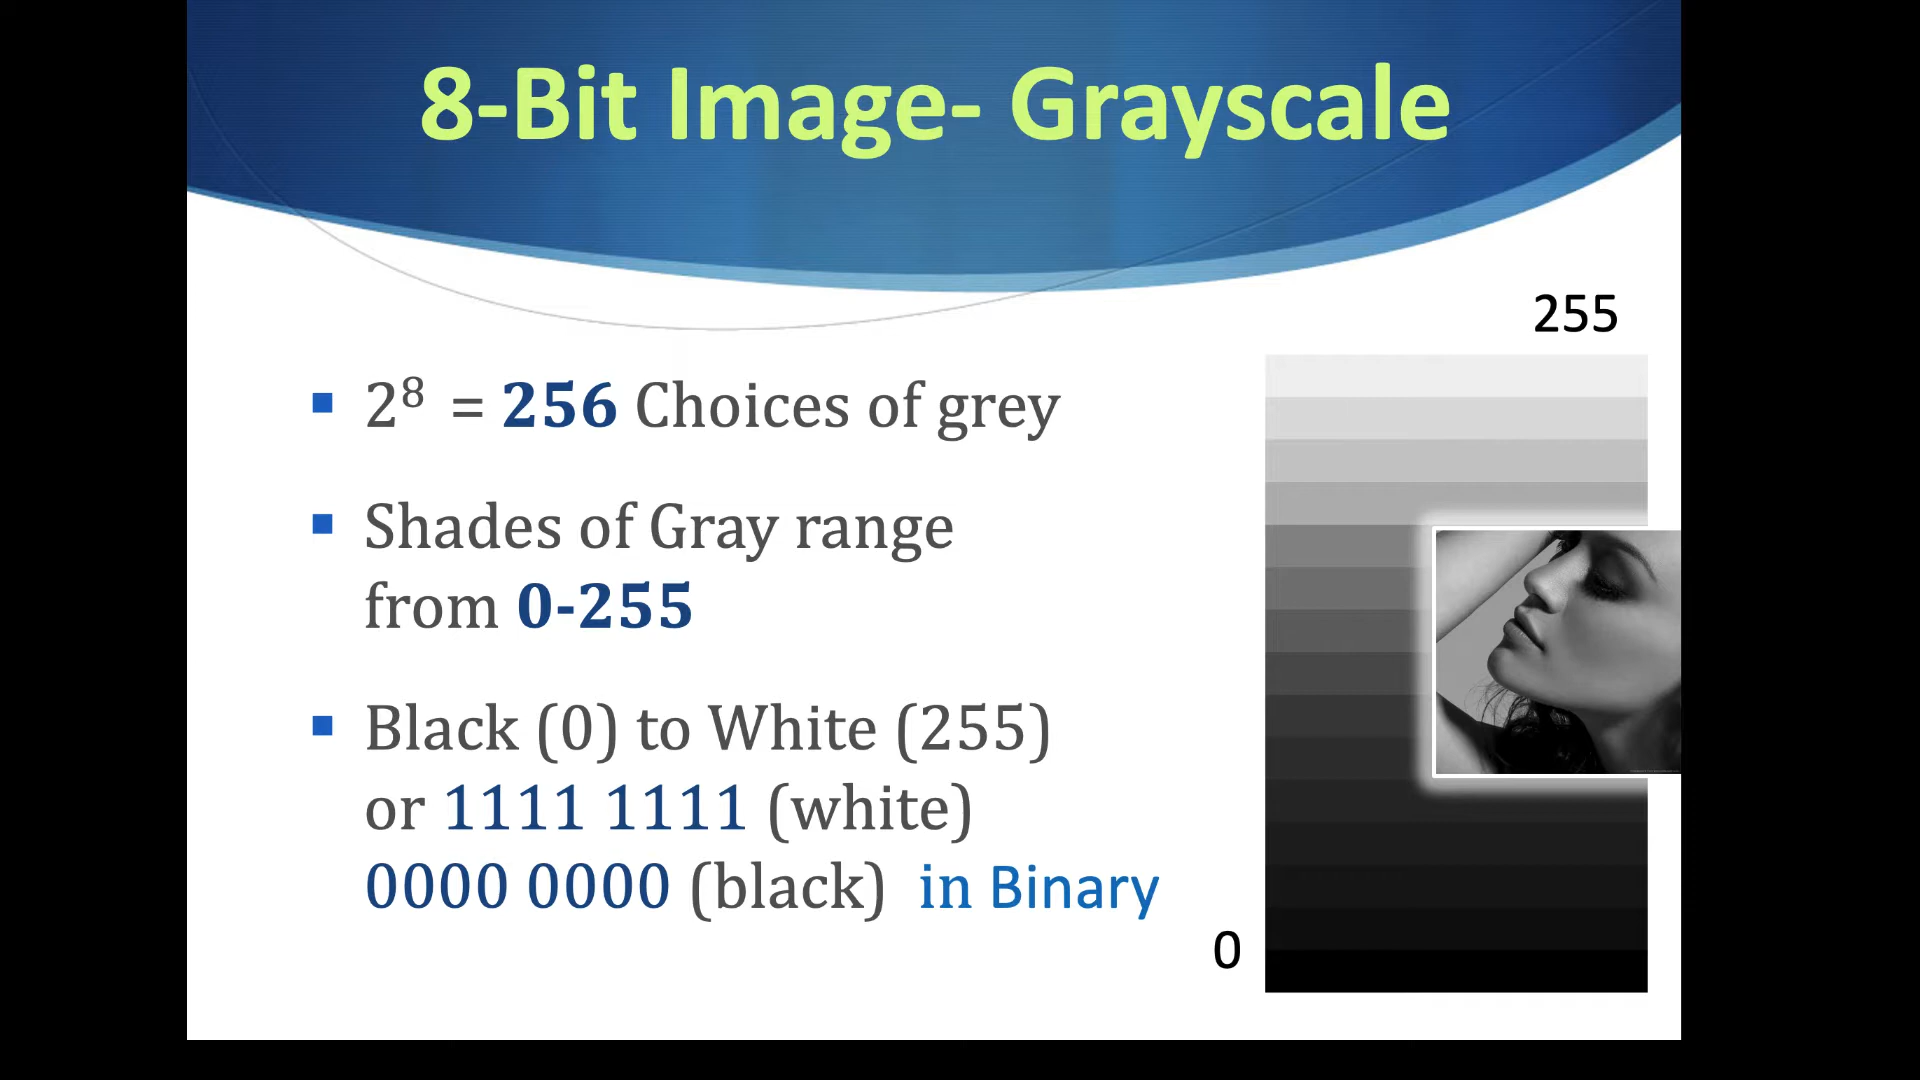 8-Bit Image- Grayscale
255
2⁸ = 256 Choices of grey
Shades of Gray range
from 0-255
Black (0) to White (255)
or 1111 1111 (white)
0000 0000 (black) in Binary
0